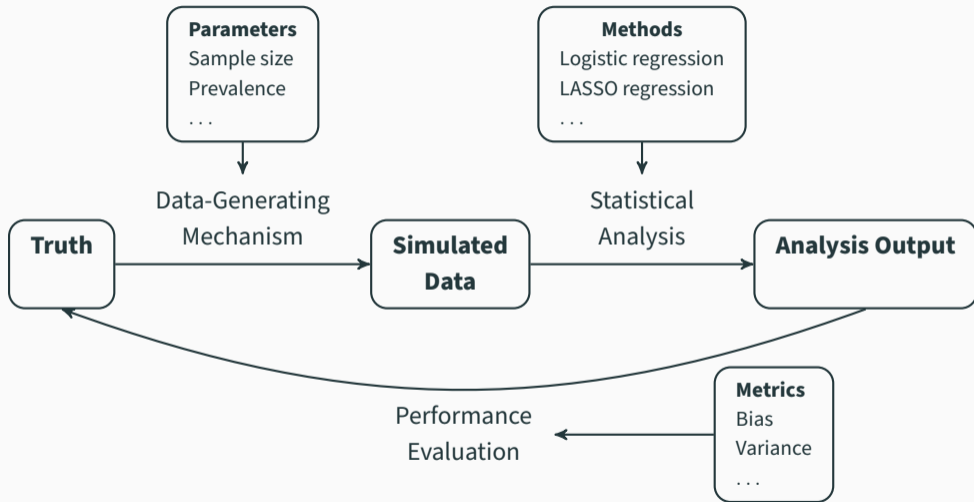 Parameters
Sample size
Prevalence
. . .
Methods
Logistic regression
LASSO regression
. . .
Data-Generating
Mechanism
Statistical
Analysis
Truth
Simulated
Data
Analysis Output
Performance
Evaluation
Metrics
Bias
Variance
. . .